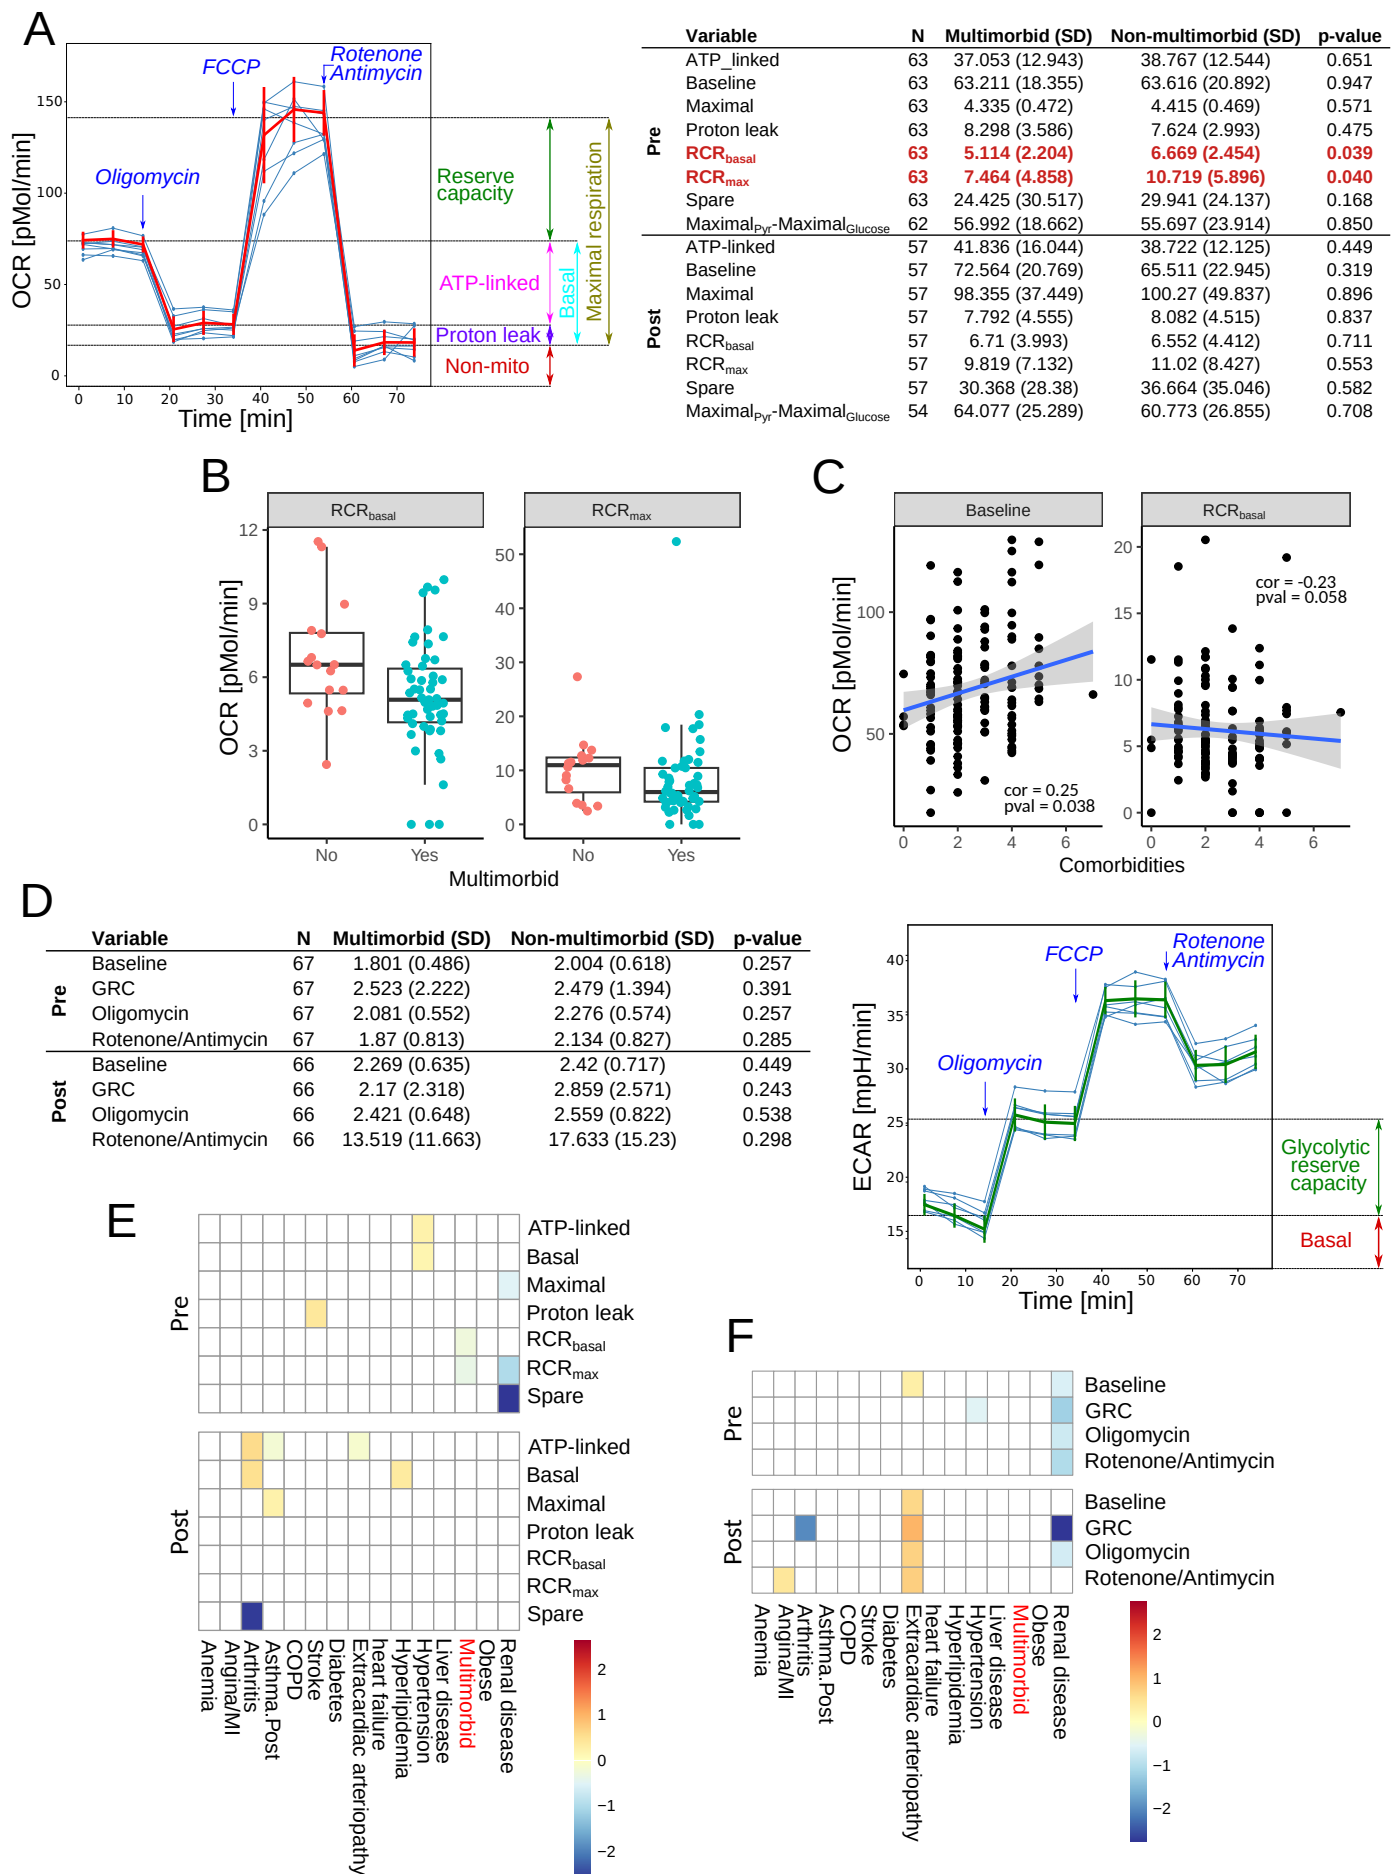 A
FCCP
Rotenone
Antimycin
Oligomycin
OCR [pMol/min]
150
100
50
0
0 10 20 30 40 50 60 70
Time [min]
Reserve
capacity
ATP-linked
Proton leak
Non-mito
Basal
Maximal respiration
Variable N Multimorbid (SD) Non-multimorbid (SD) p-value
Pre
ATP_linked 63 37.053 (12.943) 38.767 (12.544) 0.651
Baseline 63 63.211 (18.355) 63.616 (20.892) 0.947
Maximal 63 4.335 (0.472) 4.415 (0.469) 0.571
Proton leak 63 8.298 (3.586) 7.624 (2.993) 0.475
RCRbasal 63 5.114 (2.204) 6.669 (2.454) 0.039
RCRmax 63 7.464 (4.858) 10.719 (5.896) 0.040
Spare 63 24.425 (30.517) 29.941 (24.137) 0.168
MaximalPyr-MaximalGlucose 62 56.992 (18.662) 55.697 (23.914) 0.850
Post
ATP-linked 57 41.836 (16.044) 38.722 (12.125) 0.449
Baseline 57 72.564 (20.769) 65.511 (22.945) 0.319
Maximal 57 98.355 (37.449) 100.27 (49.837) 0.896
Proton leak 57 7.792 (4.555) 8.082 (4.515) 0.837
RCRbasal 57 6.71 (3.993) 6.552 (4.412) 0.711
RCRmax 57 9.819 (7.132) 11.02 (8.427) 0.553
Spare 57 30.368 (28.38) 36.664 (35.046) 0.582
MaximalPyr-MaximalGlucose 54 64.077 (25.289) 60.773 (26.855) 0.708
B
RCRbasal
RCRmax
OCR [pMol/min]
12
9
6
3
0
50
40
30
20
10
0
No Yes No Yes
Multimorbid
C
Baseline
RCRbasal
OCR [pMol/min]
100
50
cor = 0.25
pval = 0.038
20
15
10
5
0
cor = -0.23
pval = 0.058
0 2 4 6 0 2 4 6
Comorbidities
D
Variable N Multimorbid (SD) Non-multimorbid (SD) p-value
Pre
Baseline 67 1.801 (0.486) 2.004 (0.618) 0.257
GRC 67 2.523 (2.222) 2.479 (1.394) 0.391
Oligomycin 67 2.081 (0.552) 2.276 (0.574) 0.257
Rotenone/Antimycin 67 1.87 (0.813) 2.134 (0.827) 0.285
Post
Baseline 66 2.269 (0.635) 2.42 (0.717) 0.449
GRC 66 2.17 (2.318) 2.859 (2.571) 0.243
Oligomycin 66 2.421 (0.648) 2.559 (0.822) 0.538
Rotenone/Antimycin 66 13.519 (11.663) 17.633 (15.23) 0.298
FCCP
Rotenone
Antimycin
Oligomycin
ECAR [mpH/min]
40
35
30
25
20
15
0 10 20 30 40 50 60 70
Time [min]
Glycolytic
reserve
capacity
Basal
E
Pre
ATP-linked
Basal
Maximal
Proton leak
RCRbasal
RCRmax
Spare
Post
ATP-linked
Basal
Maximal
Proton leak
RCRbasal
RCRmax
Spare
Anemia
Angina/MI
Arthritis
Asthma.Post
COPD
Stroke
Diabetes
Extracardiac arteriopathy
heart failure
Hyperlipidemia
Hypertension
Liver disease
Multimorbid
Obese
Renal disease
2
1
0
−1
−2
F
Pre
Baseline
GRC
Oligomycin
Rotenone/Antimycin
Post
Baseline
GRC
Oligomycin
Rotenone/Antimycin
Anemia
Angina/MI
Arthritis
Asthma.Post
COPD
Stroke
Diabetes
Extracardiac arteriopathy
heart failure
Hyperlipidemia
Hypertension
Liver disease
Multimorbid
Obese
Renal disease
2
1
0
−1
−2